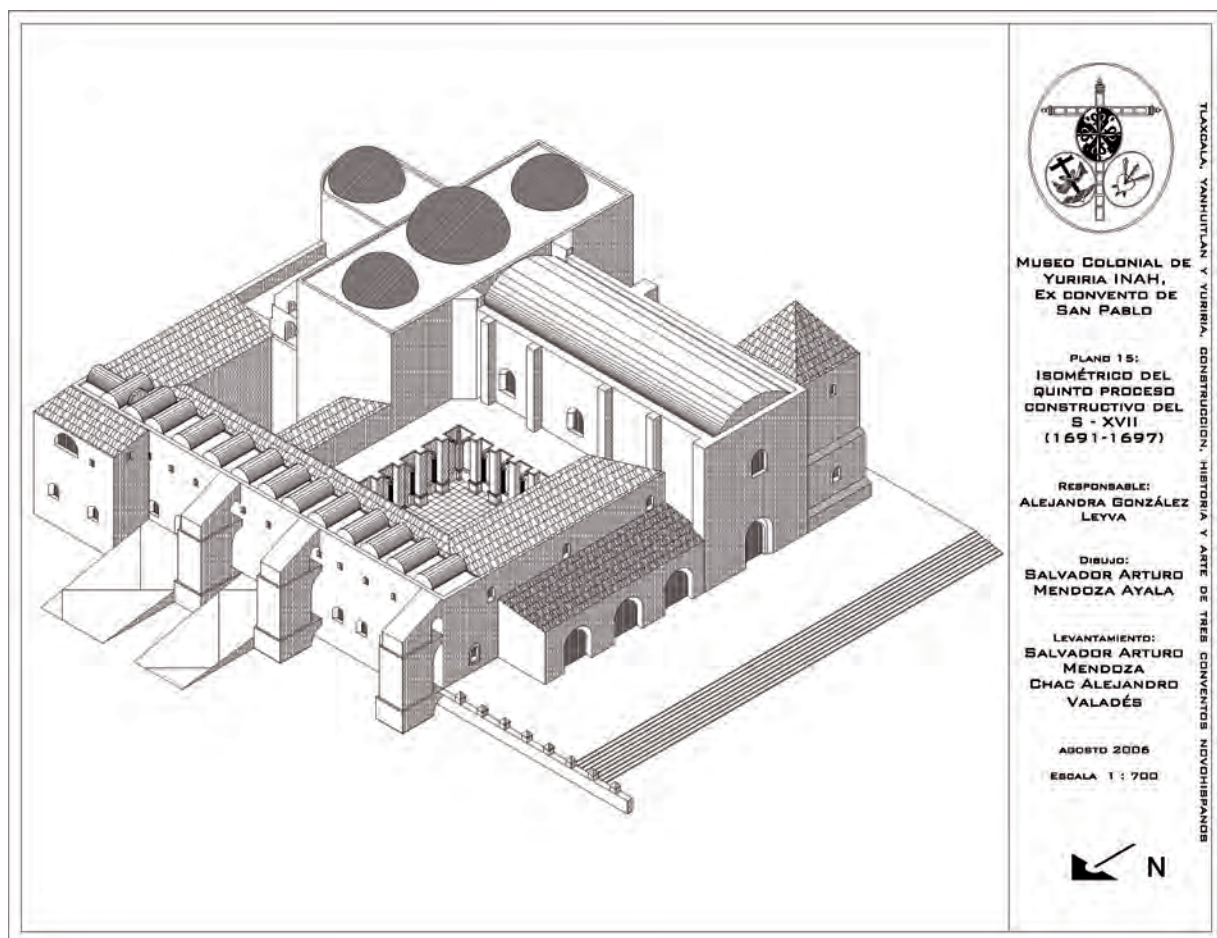 MUSEO COLONIAL DE
YURIRIA INAH,
EX CONVENTO DE
SAN PABLO
PLANO 15:
ISOMÉTRICO DEL
QUINTO PROCESO
CONSTRUCTIVO DEL
S - XVII
(1691-1697)
RESPONSABLE:
ALEJANDRA GONZÁLEZ
LEYVA
DIBUJO:
SALVADOR ARTURO
MENDOZA AYALA
LEVANTAMIENTO:
SALVADOR ARTURO
MENDOZA
CHAC ALEJANDRO
VALADÉS
AGOSTO 2006
ESCALA 1 : 700
N
TLAXCALA, YANHUITLAN Y YURIRIA, CONSTRUCCION, HISTORIA Y ARTE DE TRES CONVENTOS NOVOHISPANOS